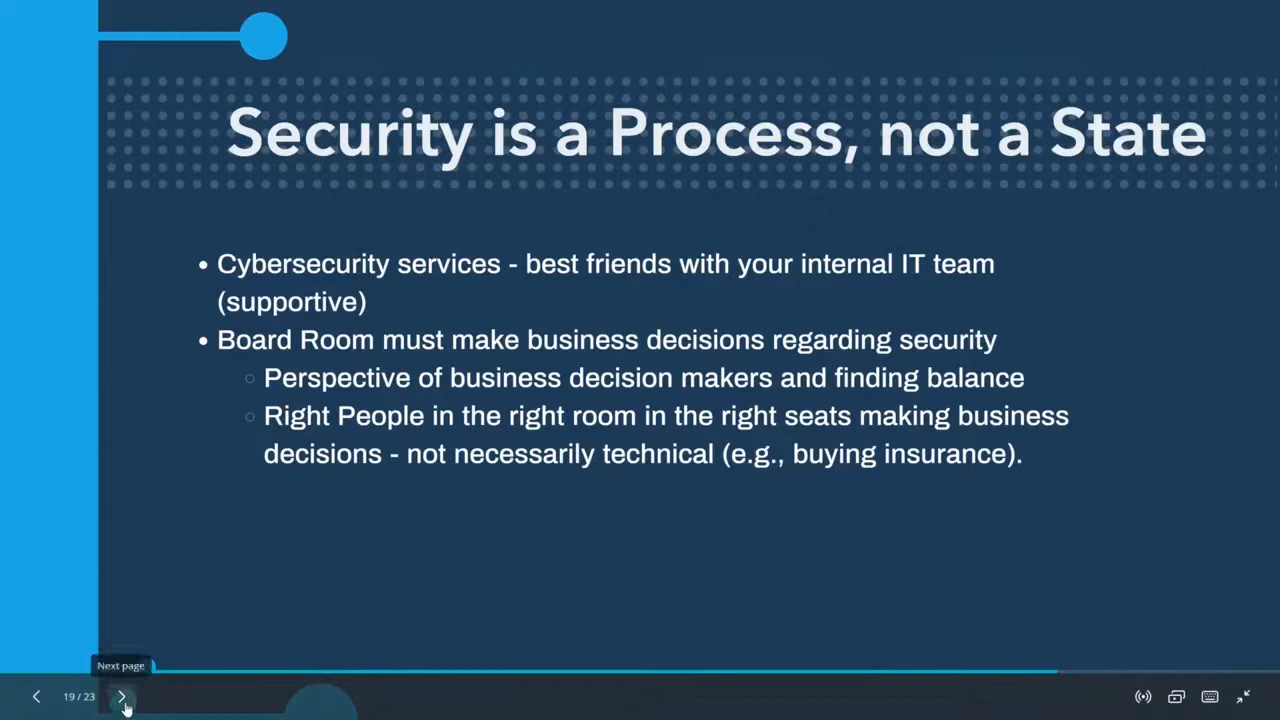 Security is a Process, not a State
• Cybersecurity services - best friends with your internal IT team
(supportive)
• Board Room must make business decisions regarding security
○ Perspective of business decision makers and finding balance
○ Right People in the right room in the right seats making business
decisions - not necessarily technical (e.g., buying insurance).
Next page
19 / 23